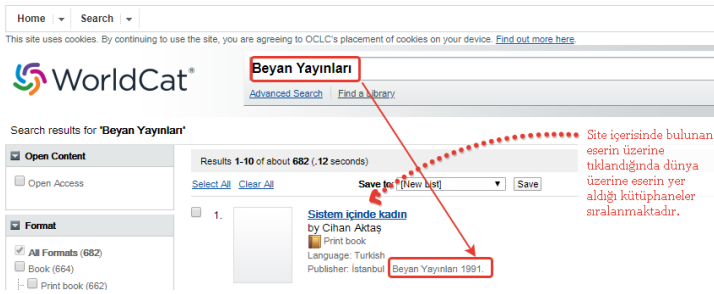 Home Search
This site uses cookies. By continuing to use the site, you are agreeing to OCLC's placement of cookies on your device. Find out more here.
WorldCat®
Beyan Yayınları
Advanced Search Find a Library
Search results for 'Beyan Yayınları'
Open Content
Open Access
Results 1-10 of about 682 (.12 seconds)
Select All Clear All Save to: [New List] Save
Site içerisinde bulunan
eserin üzerine
tıklandığında dünya
üzerine eserin yer
aldığı kütüphaneler
sıralanmaktadır.
Format
All Formats (682)
Book (664)
Print book (662)
1. Sistem içinde kadın
by Cihan Aktaş
Print book
Language: Turkish
Publisher: İstanbul Beyan Yayınları 1991.